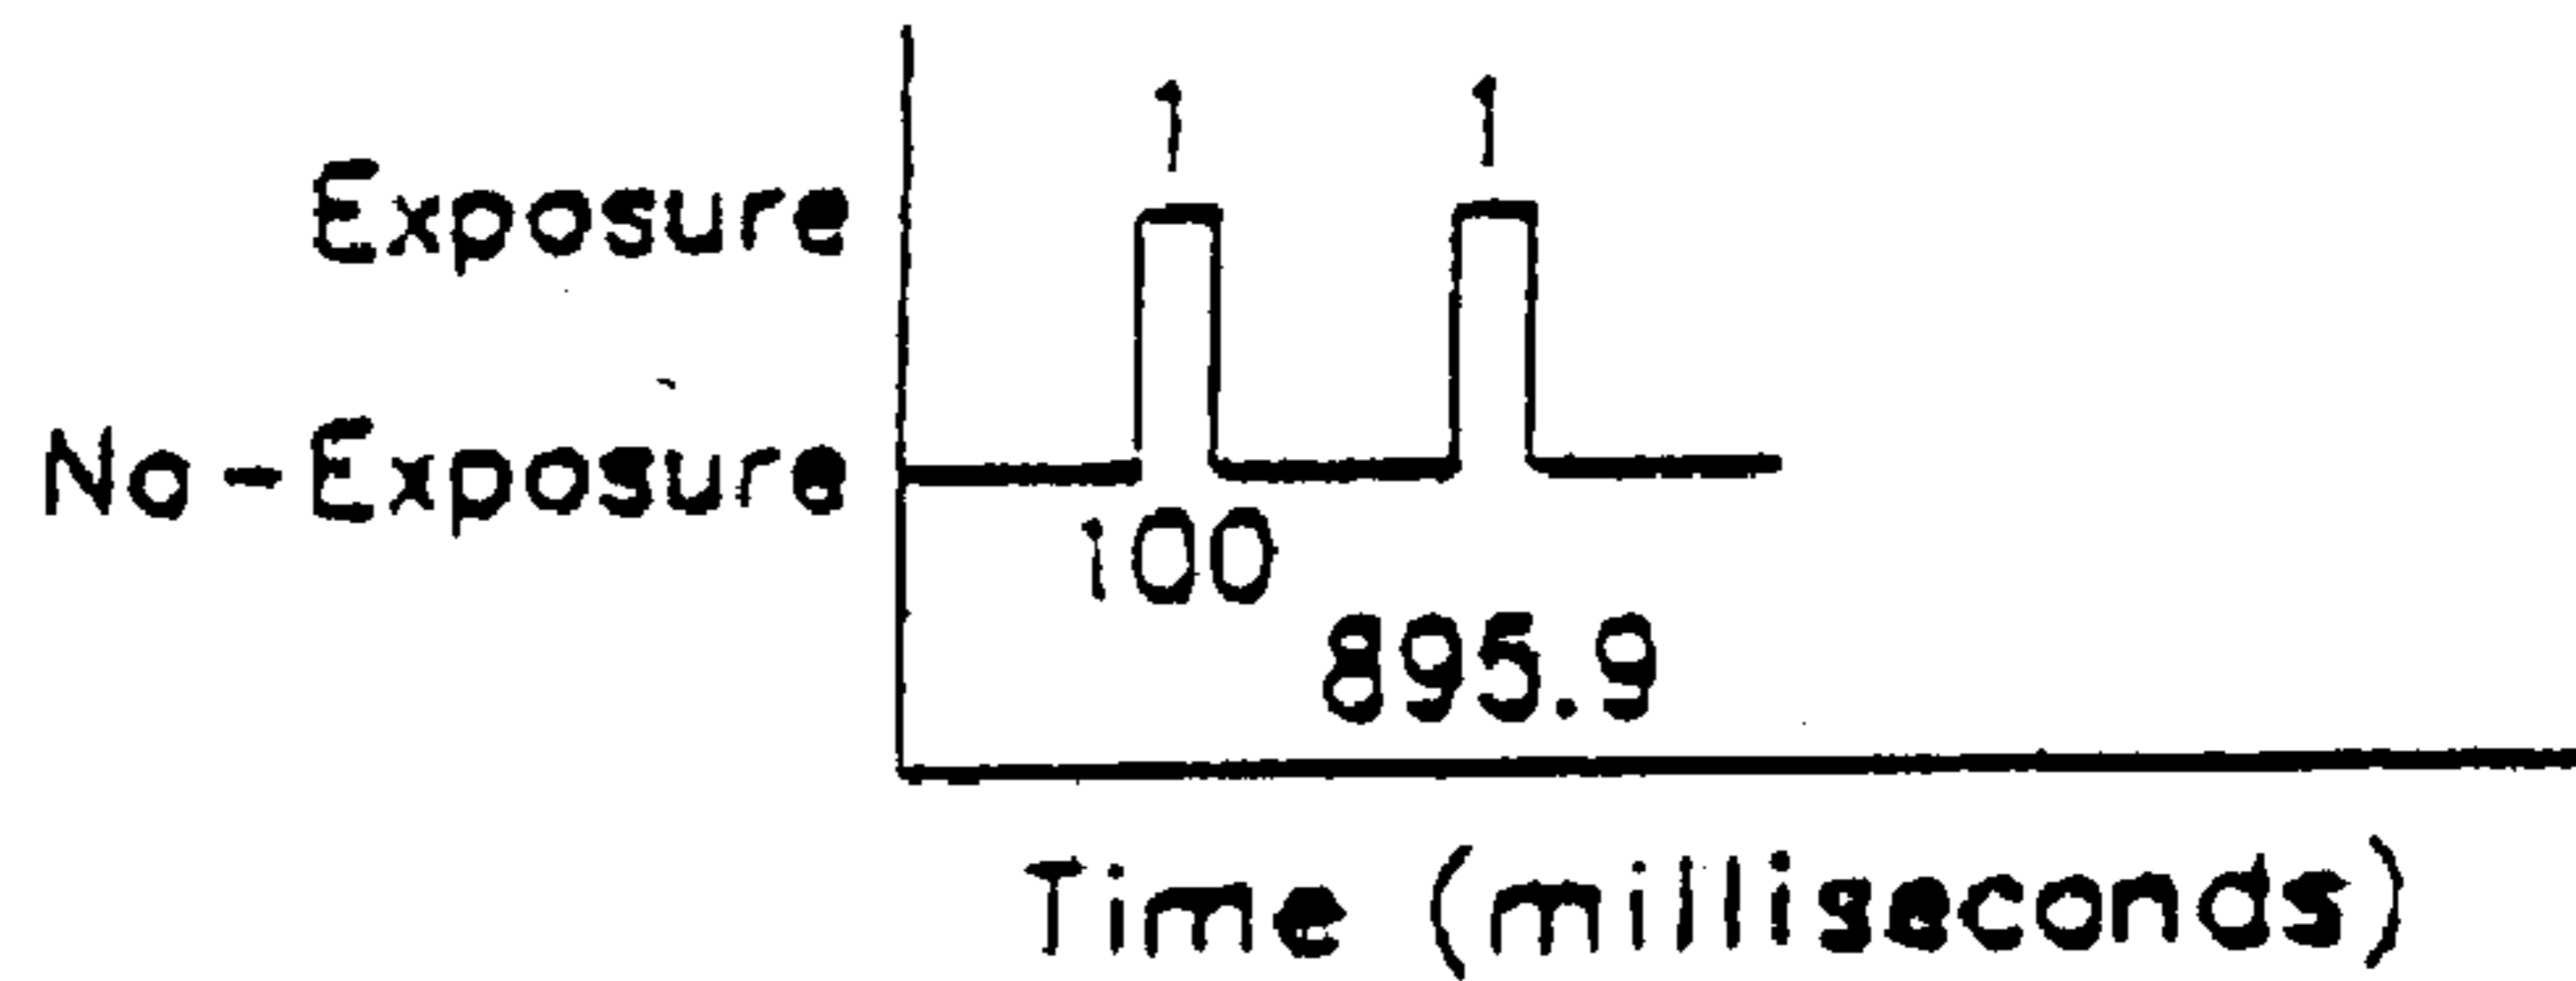 1 1
Exposure
No-Exposure
100
895.9
Time (milliseconds)